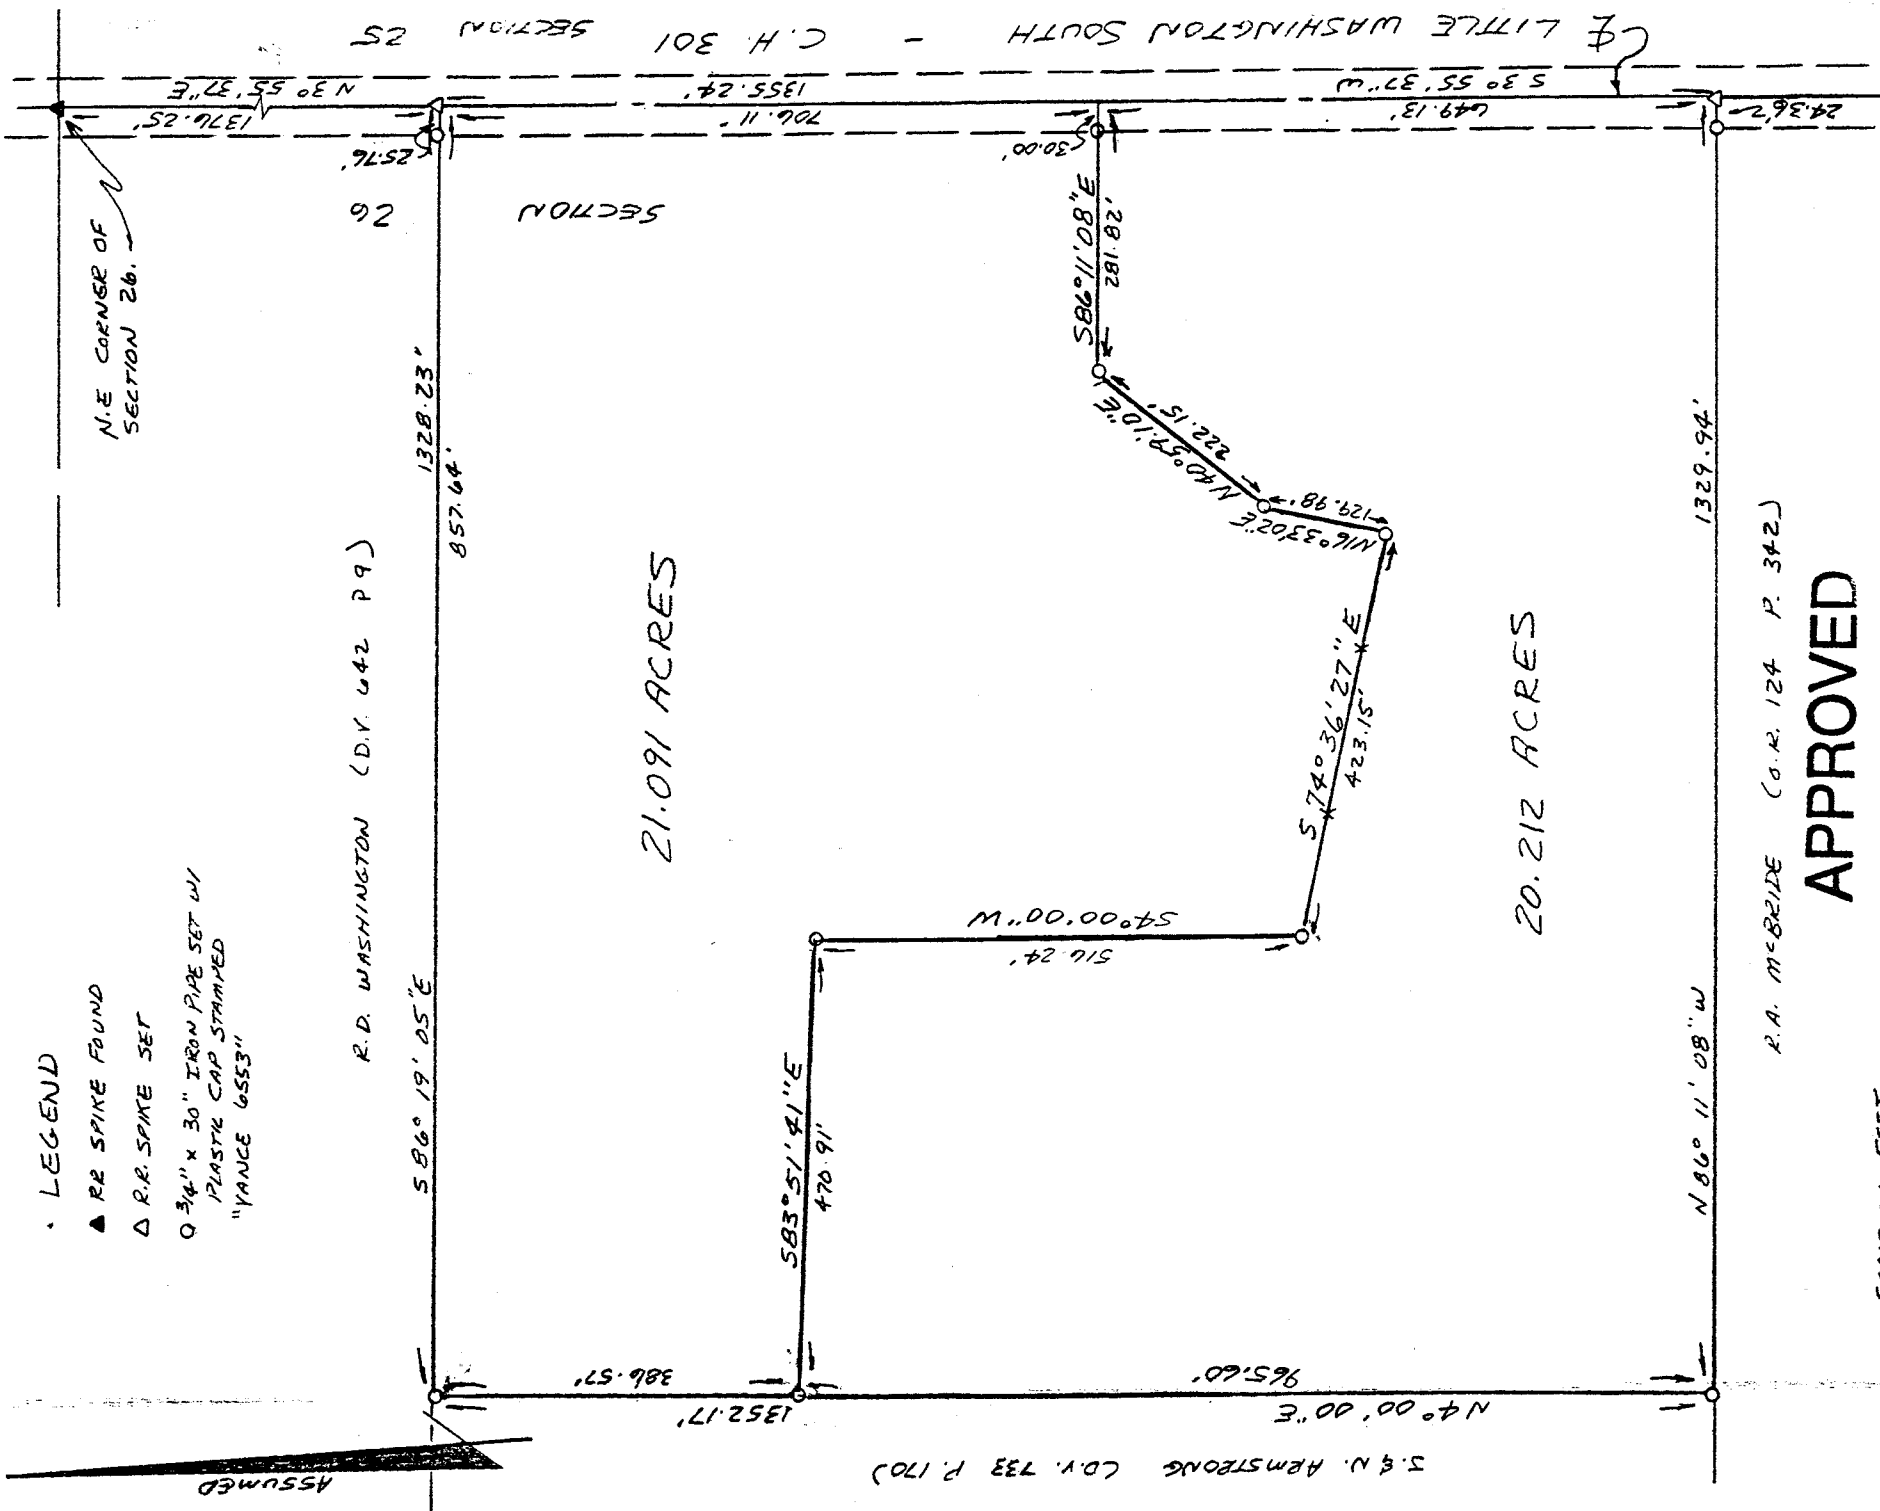 ℄ LITTLE WASHINGTON SOUTH - C.H. 301 SECTION 25
N 3° 55' 37" E
1376.25'
1355.24'
706.11'
S 3° 55' 37" W
649.13'
24.36'
25.76'
30.00'
SECTION 26
N.E CORNER OF
SECTION 26.
1328.23"
857.64'
S 86° 19' 05" E
R.D. WASHINGTON (D.V. 642 P 9)
21.091 ACRES
S86°11'08"E
281.82'
N40°59'10"E
222.15'
N16°33'02"E
129.98'
S 74° 36' 27" E
423.15'
S4°00'00"W
516.24'
S83°51'41"E
470.91'
20.212 ACRES
1329.94'
N 86° 11' 08" W
R.A. McBRIDE (O.R. 124 P. 342)
APPROVED
386.57'
1352.17'
965.60'
N4°00'00"E
J. & N. ARMSTRONG (D.V. 733 P. 170)
ASSUMED
LEGEND
▲ RR SPIKE FOUND
△ R.R. SPIKE SET
O 3/4" x 30" IRON PIPE SET W/
PLASTIC CAP STAMPED
"VANCE 6553"